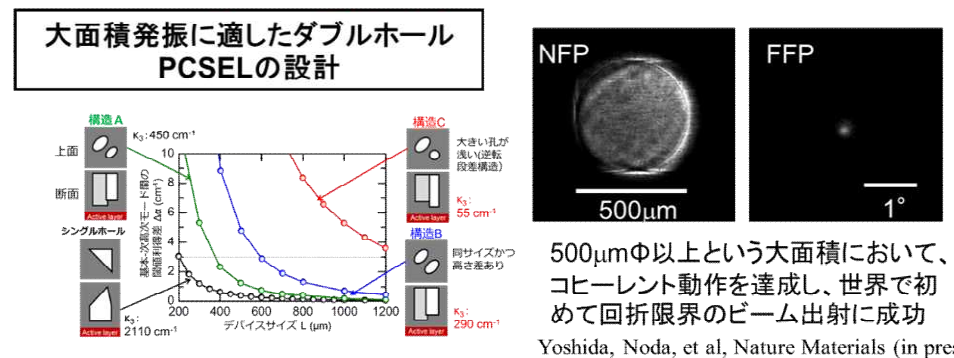 大面積発振に適したダブルホール
PCSELの設計
構造A
κ₃: 450 cm⁻¹
上面
断面
Active layer
シングルホール
Active layer
κ₃:
2110 cm⁻¹
基本-次高次モード間の
閾値利得差 Δα (cm⁻¹)
10
8
6
4
2
0
200
400
600
800
1000
1200
デバイスサイズ L (μm)
構造C
大きい孔が
浅い(逆転
段差構造)
κ₃:
55 cm⁻¹
Active layer
構造B
同サイズかつ
高さ差あり
κ₃:
290 cm⁻¹
Active layer
NFP
500μm
FFP
1°
500μmΦ以上という大面積において、
コヒーレント動作を達成し、世界で初
めて回折限界のビーム出射に成功
Yoshida, Noda, et al, Nature Materials (in pres